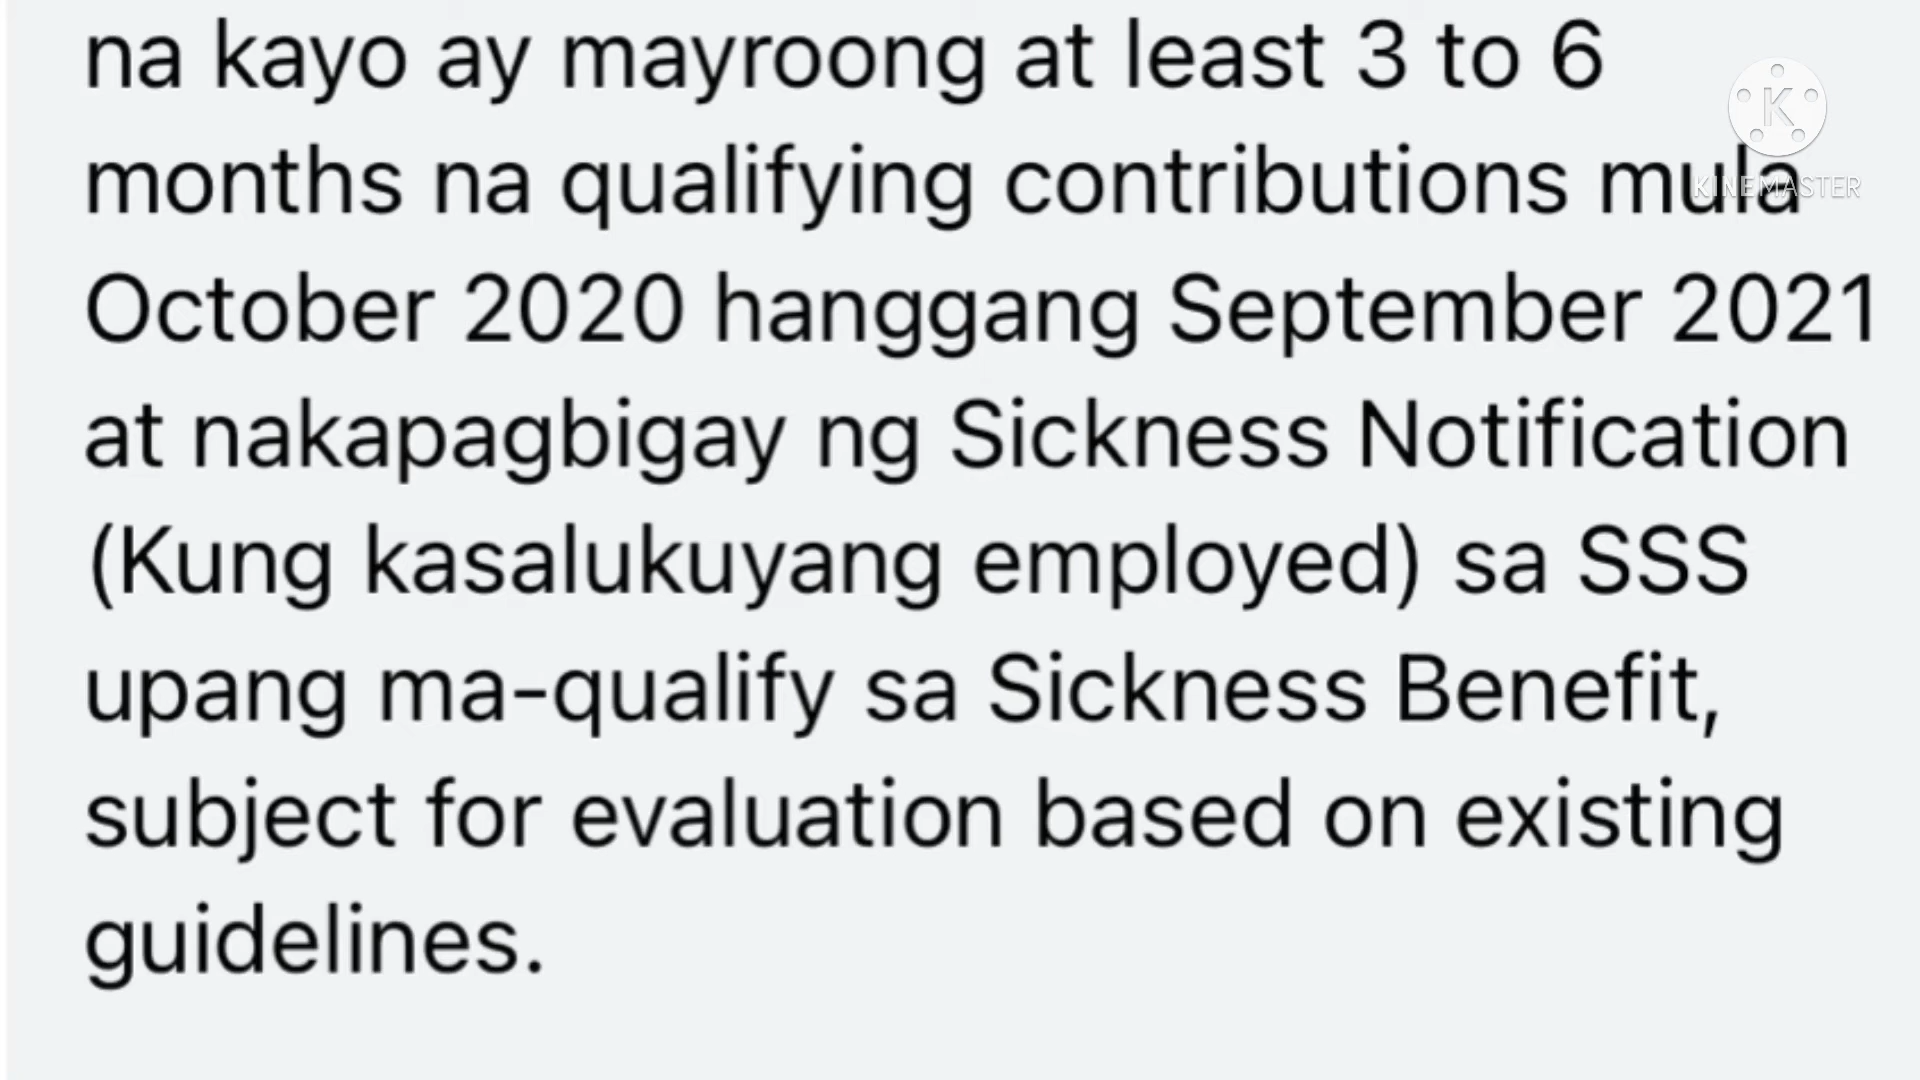 na kayo ay mayroong at least 3 to 6
months na qualifying contributions mula
October 2020 hanggang September 2021
at nakapagbigay ng Sickness Notification
(Kung kasalukuyang employed) sa SSS
upang ma-qualify sa Sickness Benefit,
subject for evaluation based on existing
guidelines.
K
KINEMASTER